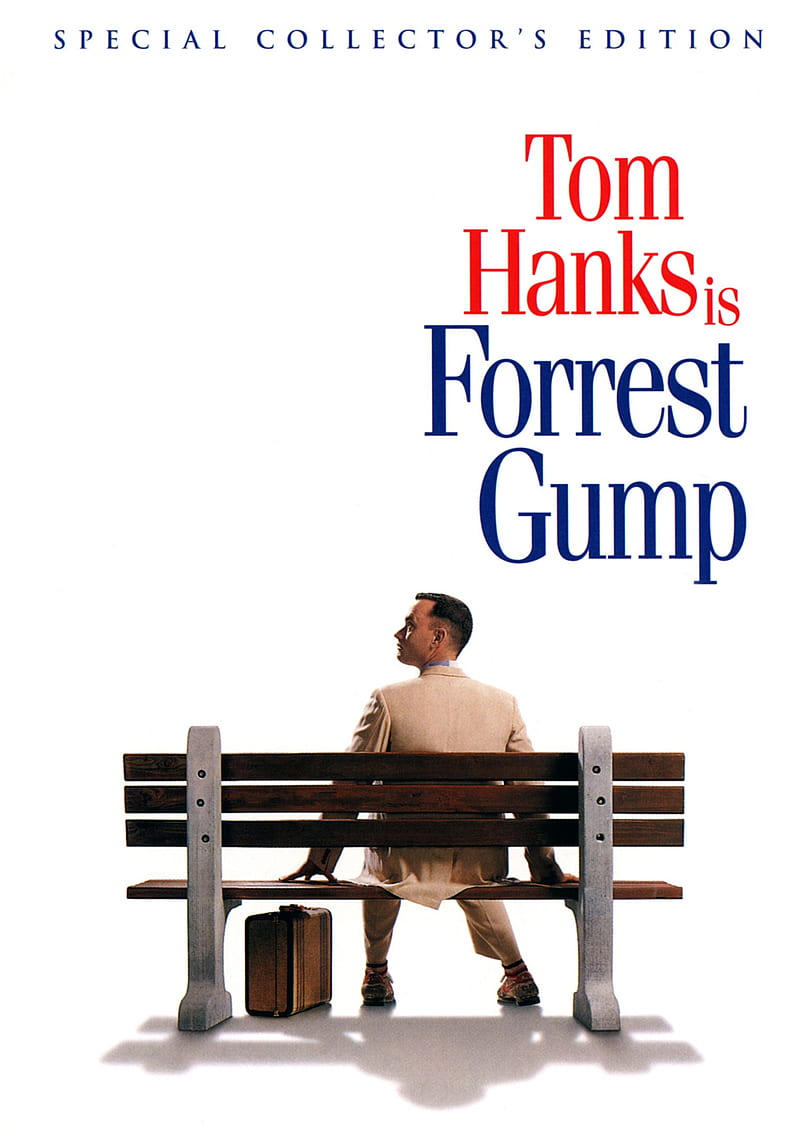 SPECIAL COLLECTOR'S EDITION
Tom
Hanks is
Forrest
Gump